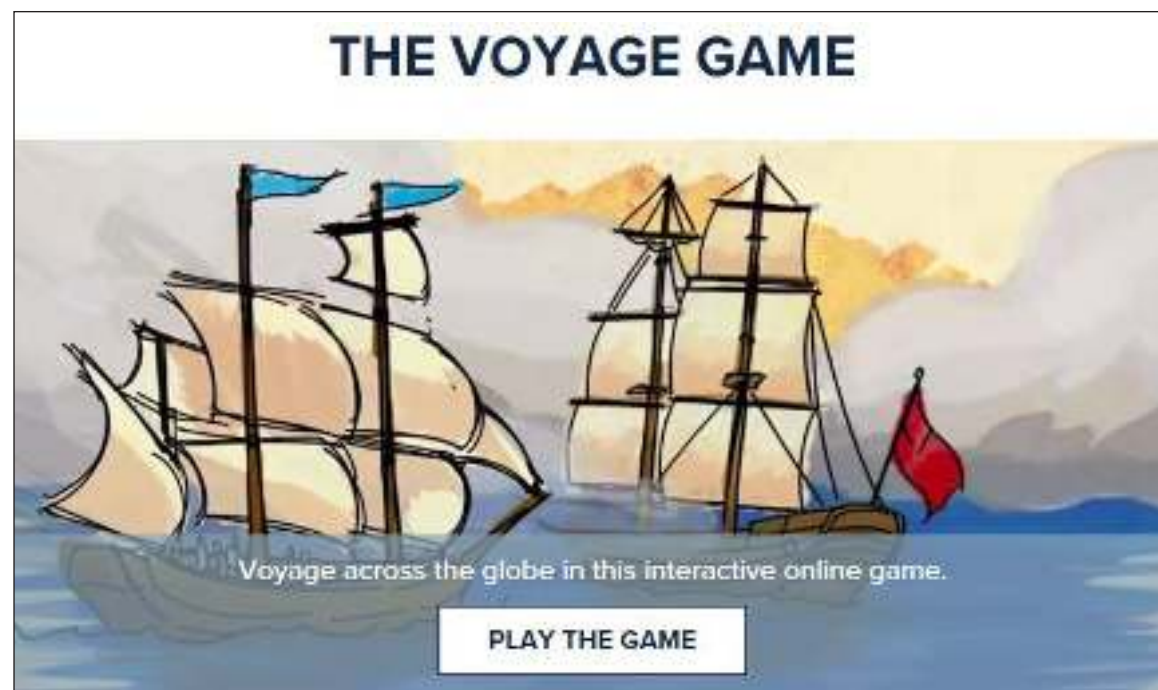 THE VOYAGE GAME
Voyage across the globe in this interactive online game.
PLAY THE GAME